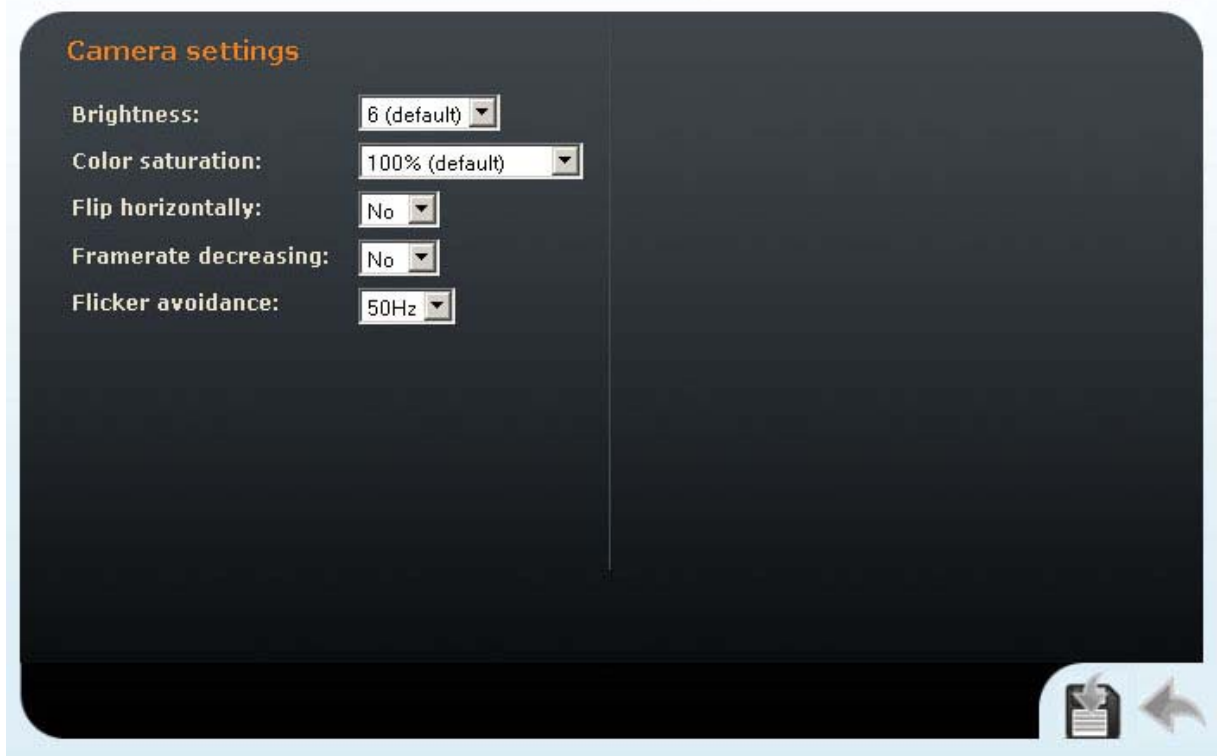 Camera settings
Brightness: 6 (default)
Color saturation: 100% (default)
Flip horizontally: No
Framerate decreasing: No
Flicker avoidance: 50Hz